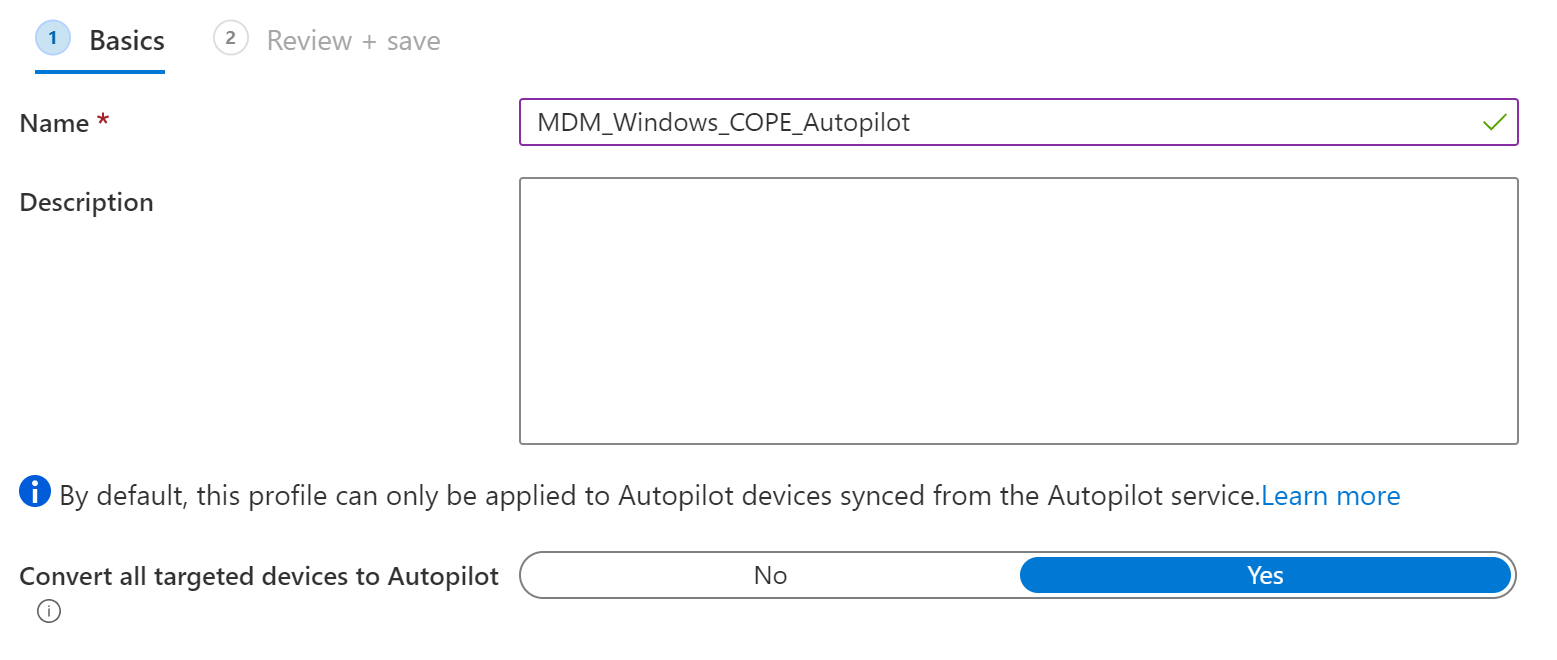 1 Basics 2 Review + save
Name * MDM_Windows_COPE_Autopilot
Description
By default, this profile can only be applied to Autopilot devices synced from the Autopilot service.Learn more
Convert all targeted devices to Autopilot No Yes